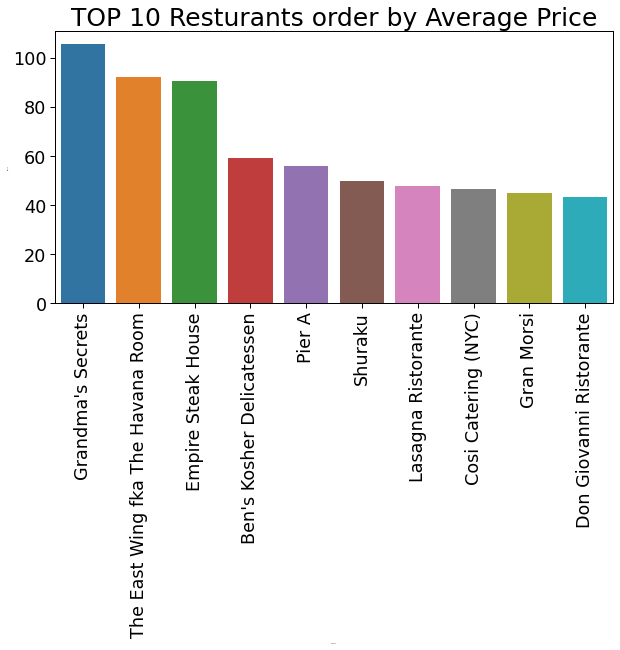 TOP 10 Resturants order by Average Price
100
80
60
40
20
0
Grandma's Secrets
The East Wing fka The Havana Room
Empire Steak House
Ben's Kosher Delicatessen
Pier A
Shuraku
Lasagna Ristorante
Cosi Catering (NYC)
Gran Morsi
Don Giovanni Ristorante